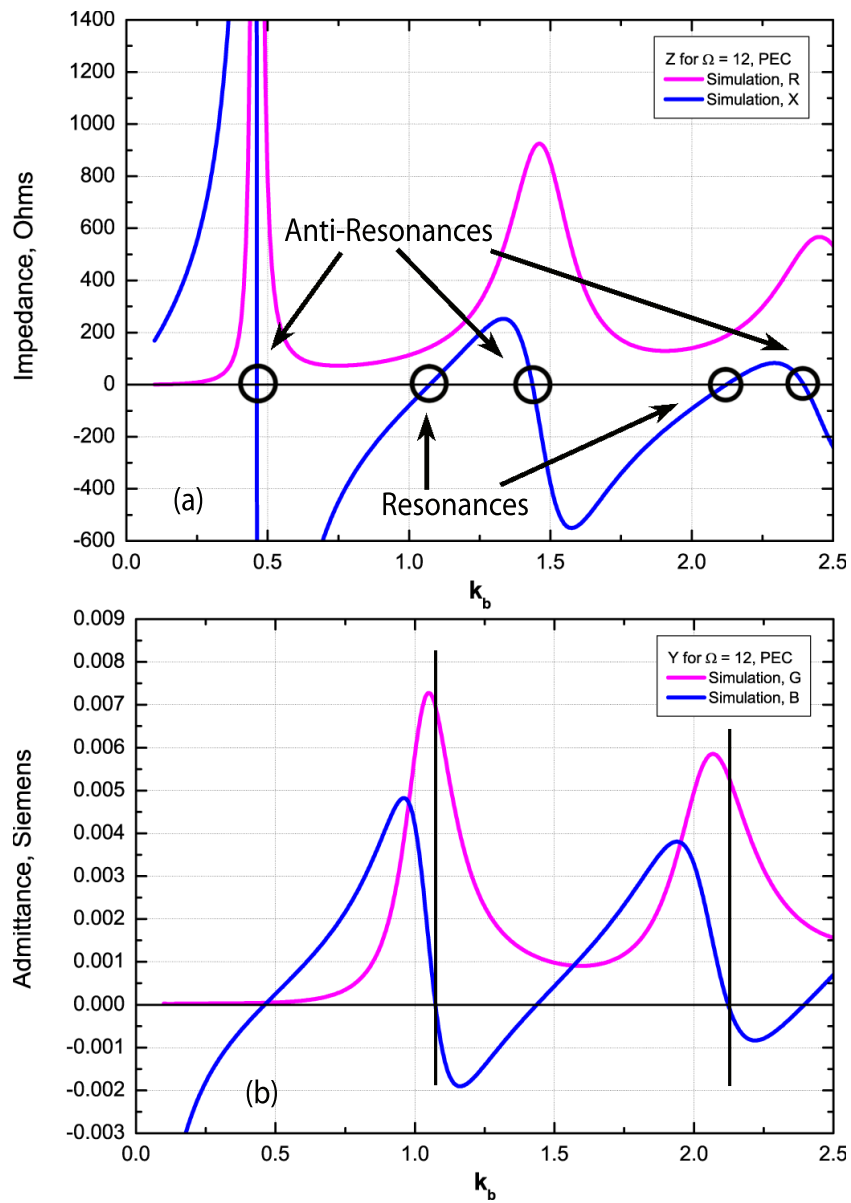 1400
1200
1000
800
600
400
200
0
-200
-400
-600
Impedance, Ohms
Z for Ω = 12, PEC
Simulation, R
Simulation, X
Anti-Resonances
Resonances
(a)
0.0 0.5 1.0 1.5 2.0 2.5
k_b
0.009
0.008
0.007
0.006
0.005
0.004
0.003
0.002
0.001
0.000
-0.001
-0.002
-0.003
Admittance, Siemens
Y for Ω = 12, PEC
Simulation, G
Simulation, B
(b)
0.0 0.5 1.0 1.5 2.0 2.5
k_b